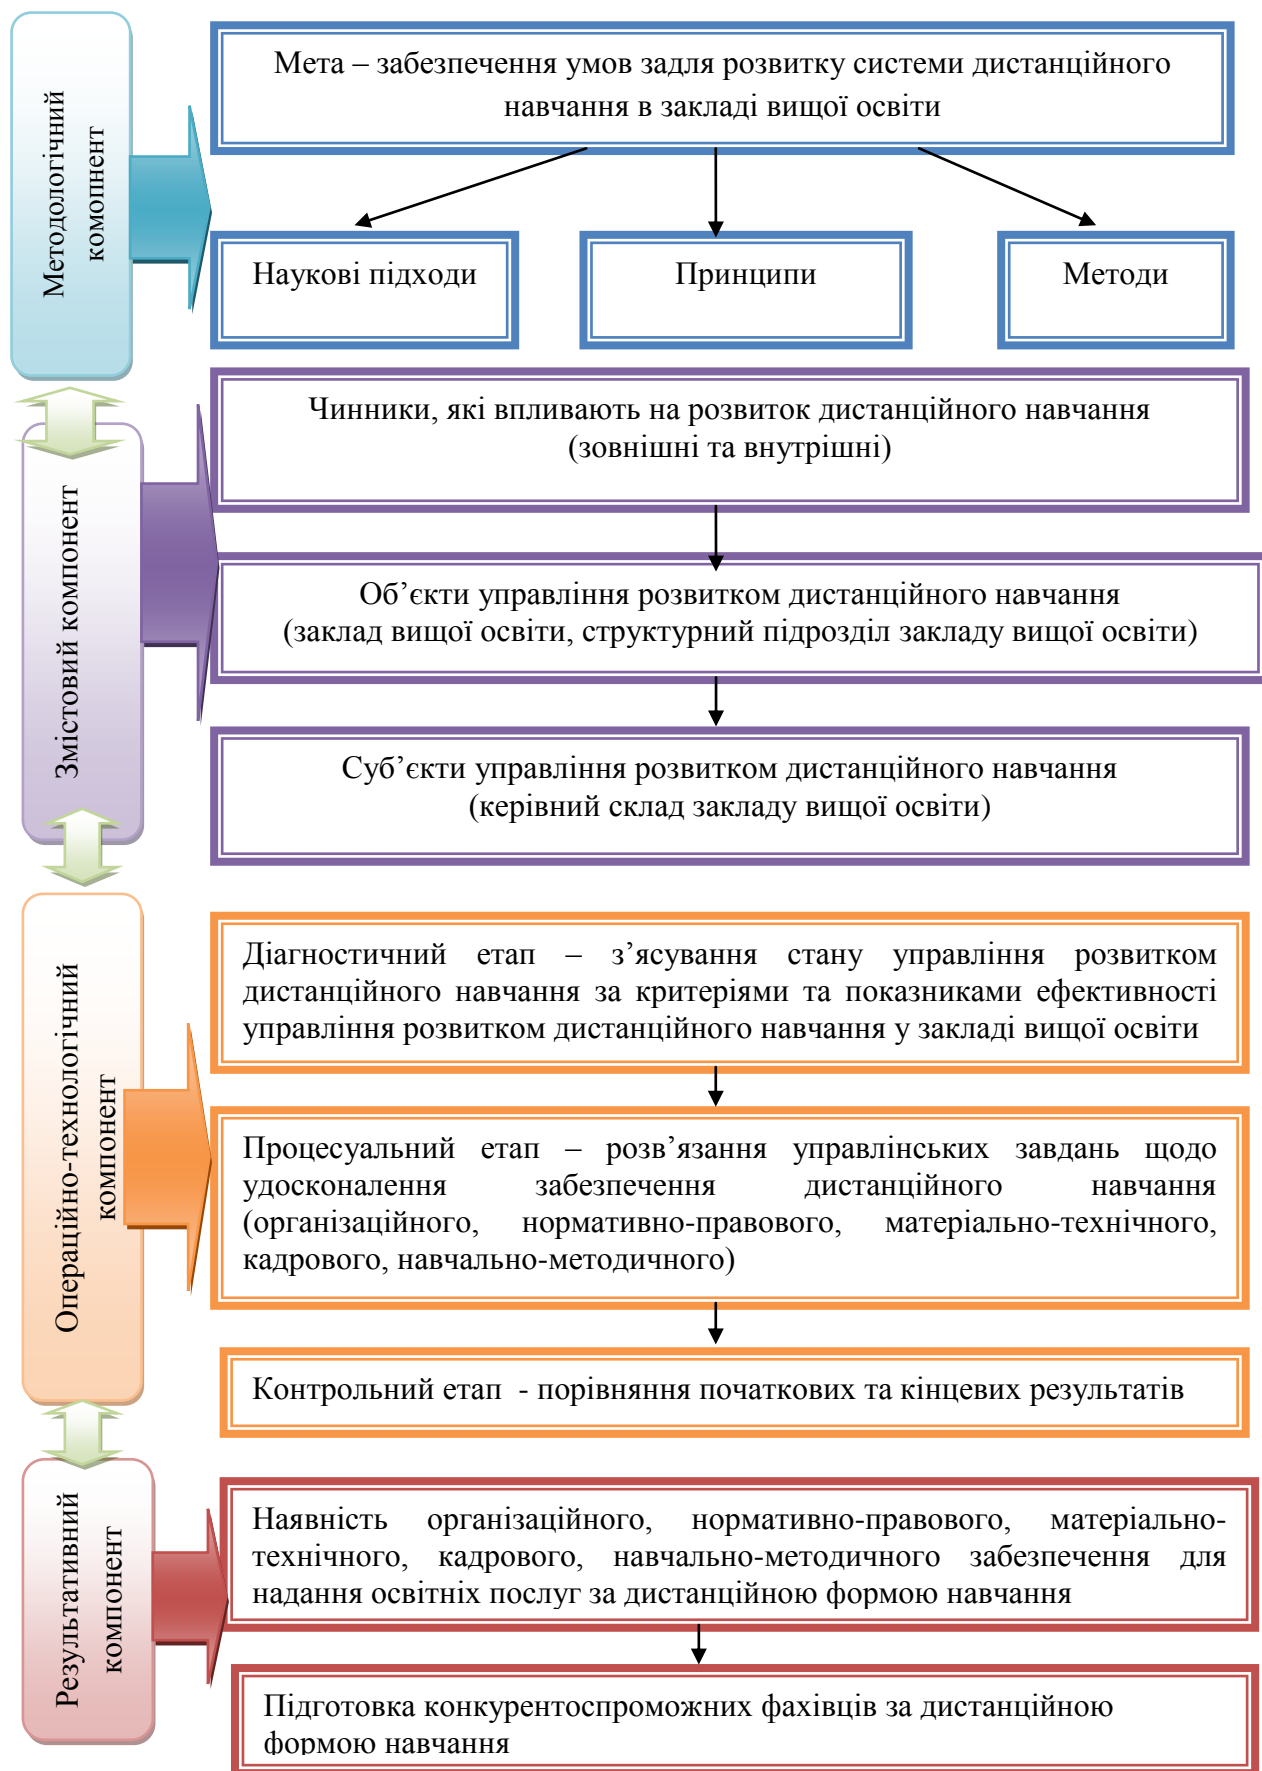 Методологічний
комопнент
Мета – забезпечення умов задля розвитку системи дистанційного
навчання в закладі вищої освіти
Наукові підходи
Принципи
Методи
Змістовий компонент
Чинники, які впливають на розвиток дистанційного навчання
(зовнішні та внутрішні)
Об’єкти управління розвитком дистанційного навчання
(заклад вищої освіти, структурний підрозділ закладу вищої освіти)
Суб’єкти управління розвитком дистанційного навчання
(керівний склад закладу вищої освіти)
Операційно-технологічний
компонент
Діагностичний етап – з’ясування стану управління розвитком
дистанційного навчання за критеріями та показниками ефективності
управління розвитком дистанційного навчання у закладі вищої освіти
Процесуальний етап – розв’язання управлінських завдань щодо
удосконалення забезпечення дистанційного навчання
(організаційного, нормативно-правового, матеріально-технічного,
кадрового, навчально-методичного)
Контрольний етап - порівняння початкових та кінцевих результатів
Результативний
компонент
Наявність організаційного, нормативно-правового, матеріально-
технічного, кадрового, навчально-методичного забезпечення для
надання освітніх послуг за дистанційною формою навчання
Підготовка конкурентоспроможних фахівців за дистанційною
формою навчання